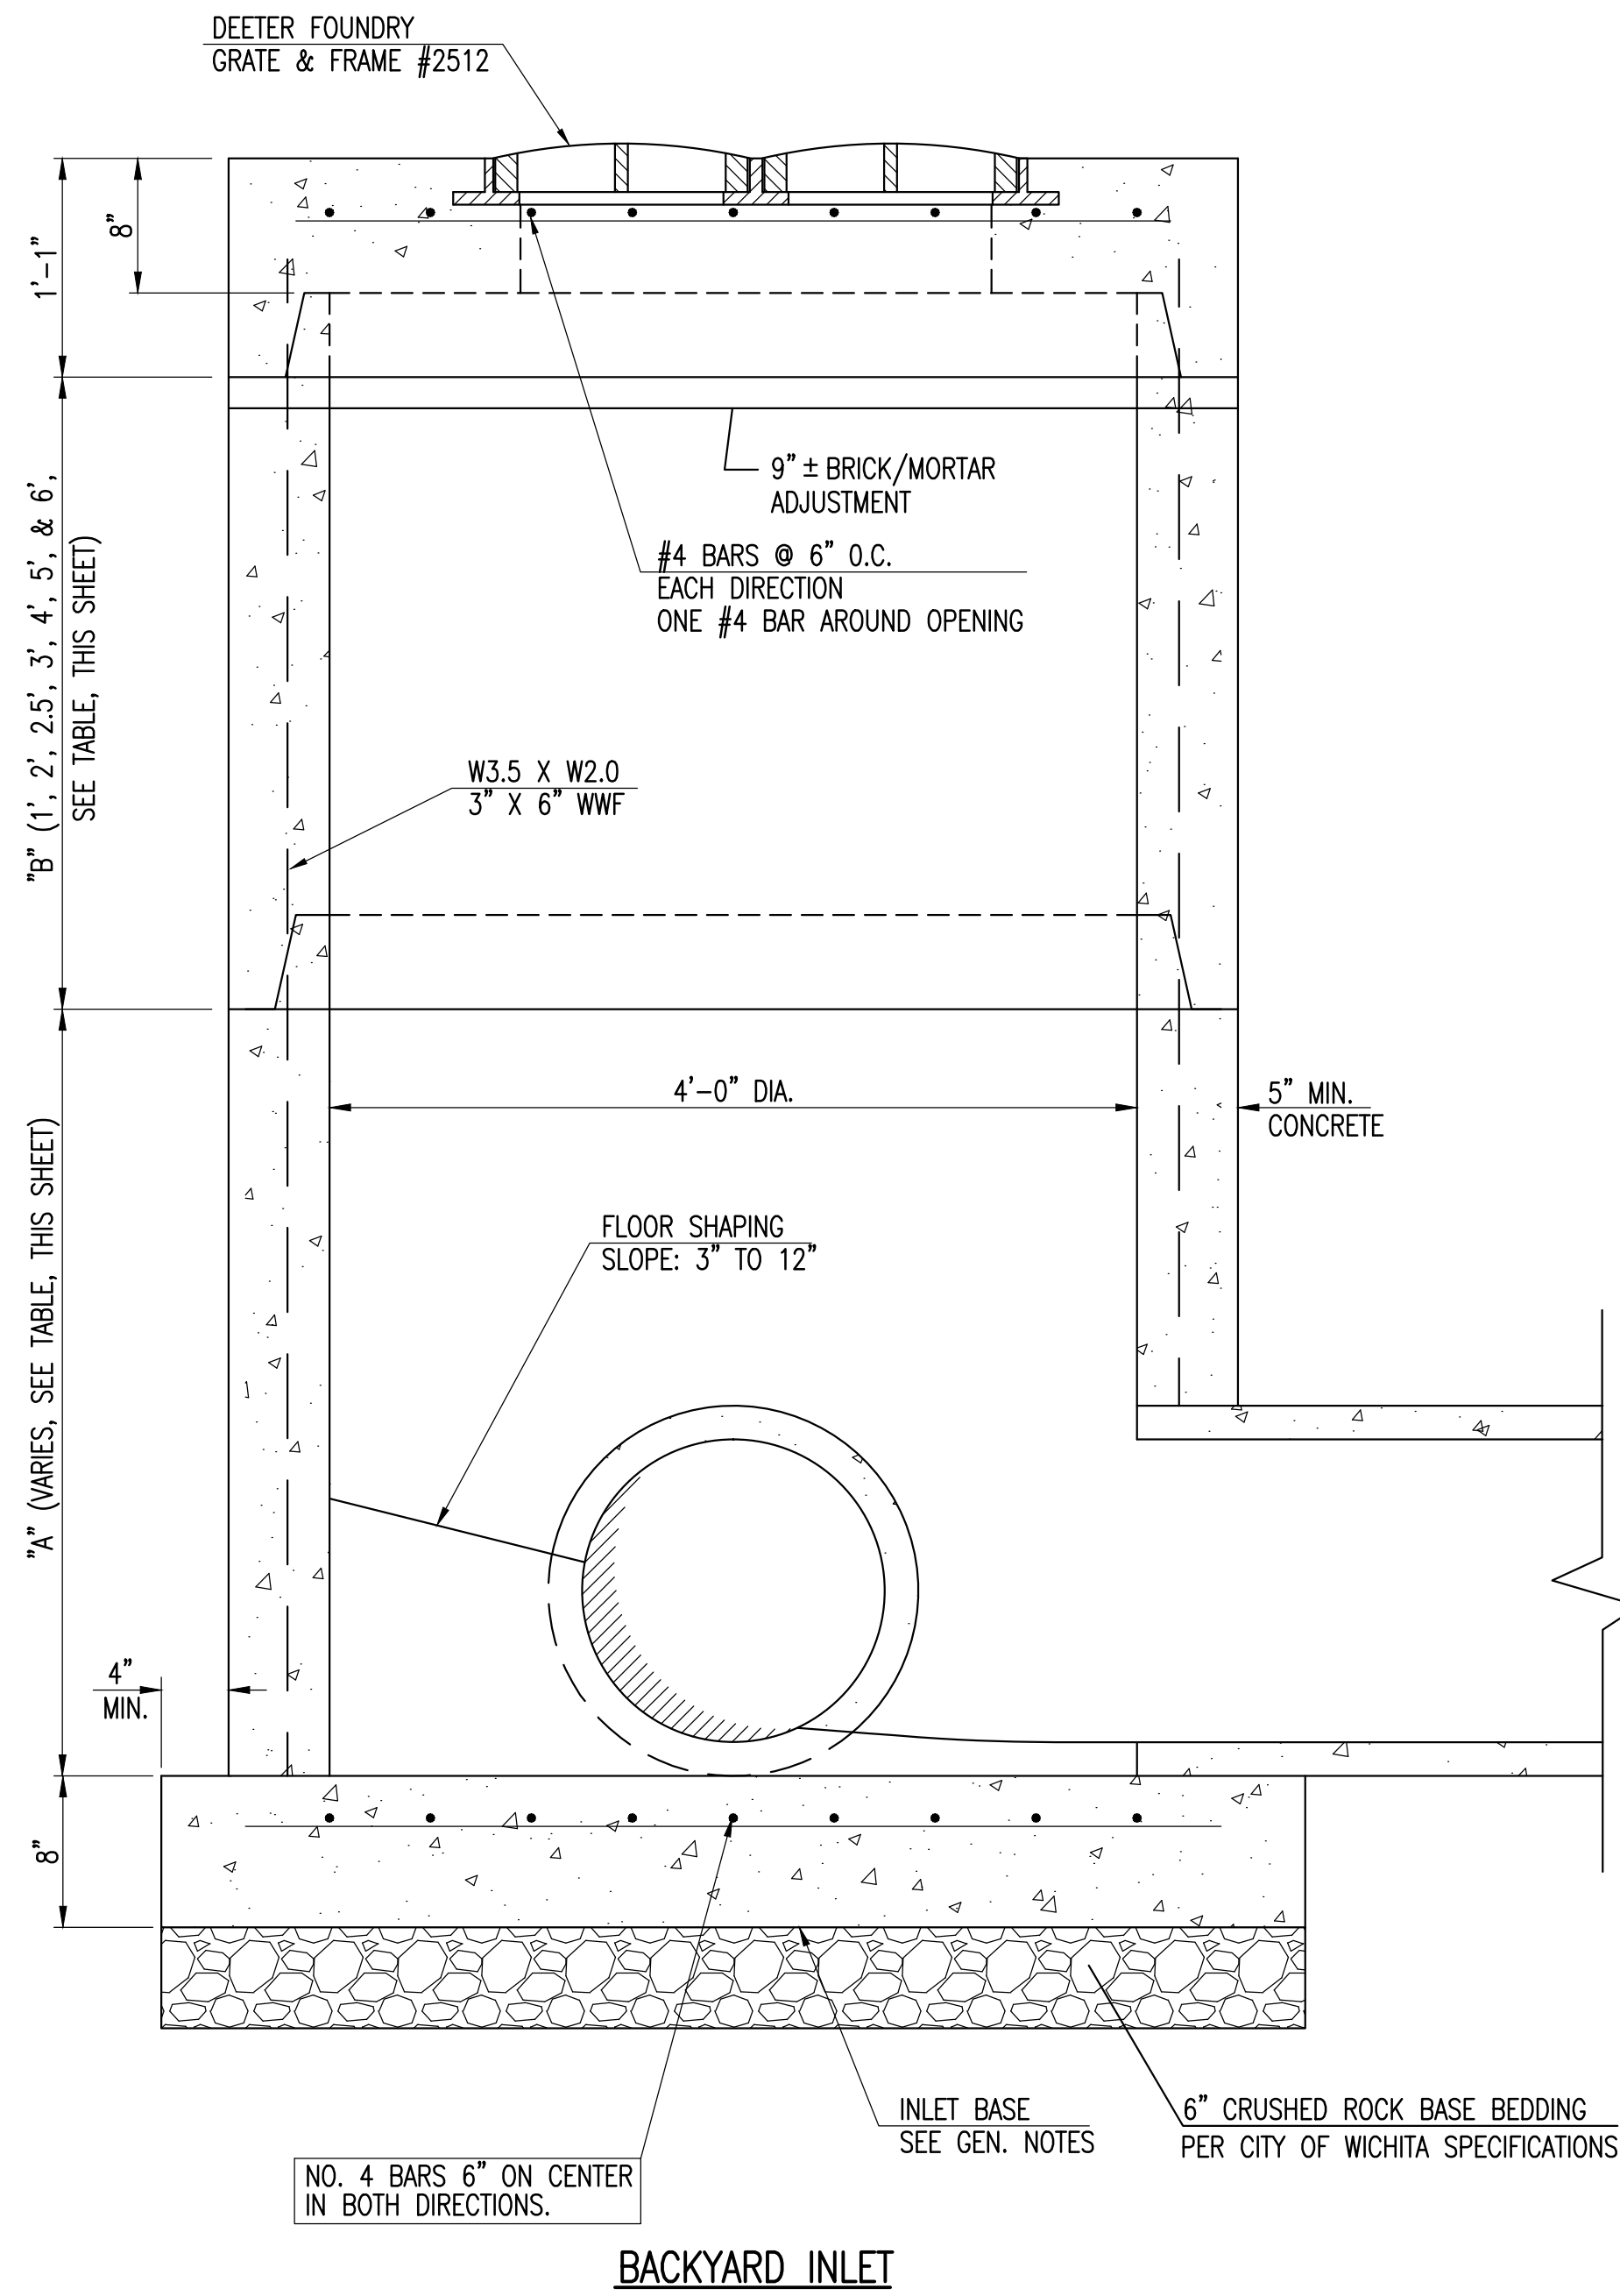 DEETER FOUNDRY
GRATE & FRAME #2512
8"
1'-1"
9" ± BRICK/MORTAR
ADJUSTMENT
#4 BARS @ 6" O.C.
EACH DIRECTION
ONE #4 BAR AROUND OPENING
"B" (1', 2', 2.5', 3', 4', 5', & 6',
SEE TABLE, THIS SHEET)
W3.5 X W2.0
3" X 6" WWF
4'-0" DIA.
5" MIN.
CONCRETE
"A" (VARIES, SEE TABLE, THIS SHEET)
FLOOR SHAPING
SLOPE: 3" TO 12"
4"
MIN.
8"
INLET BASE
SEE GEN. NOTES
6" CRUSHED ROCK BASE BEDDING
PER CITY OF WICHITA SPECIFICATIONS
NO. 4 BARS 6" ON CENTER
IN BOTH DIRECTIONS.
BACKYARD INLET